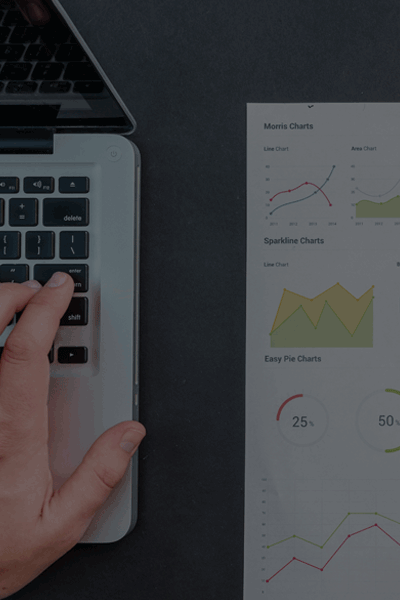 delete
enter
shift
Morris Charts
Line Chart
Area Chart
Sparkline Charts
Line Chart
Easy Pie Charts
25%
50%